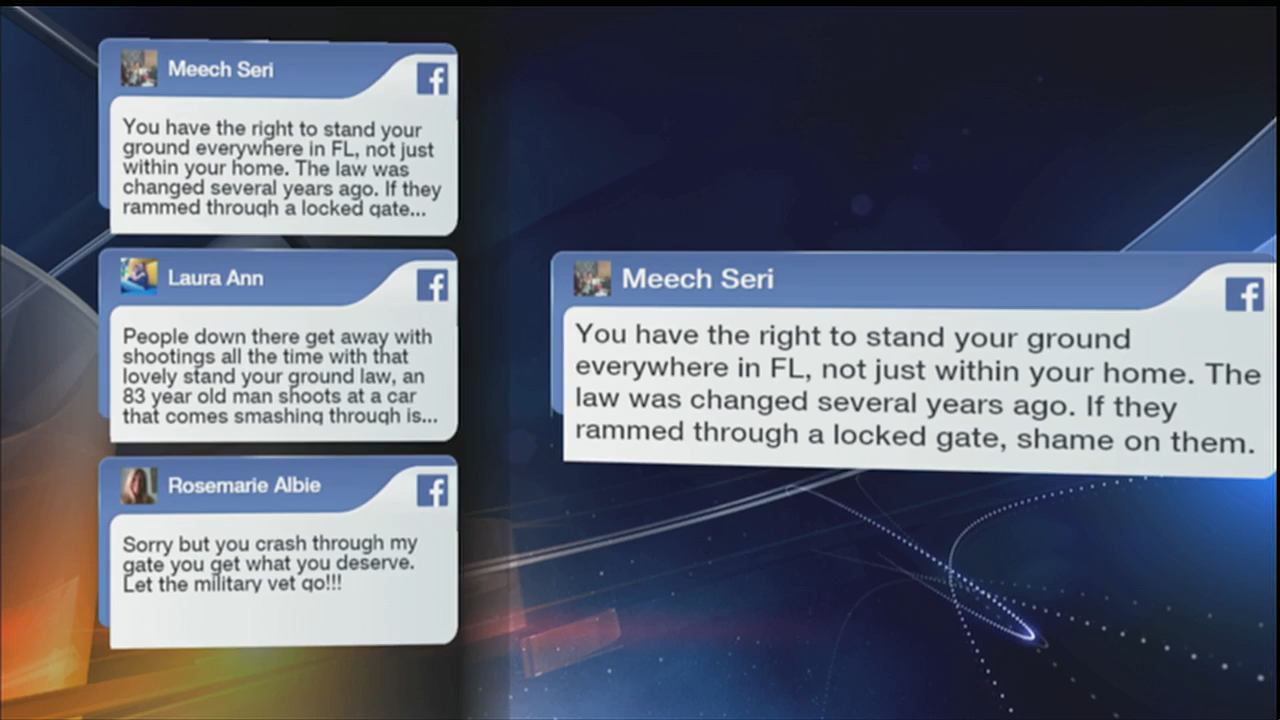 Meech Seri
You have the right to stand your
ground everywhere in FL, not just
within your home. The law was
changed several years ago. If they
rammed through a locked gate...
Laura Ann
People down there get away with
shootings all the time with that
lovely stand your ground law, an
83 year old man shoots at a car
that comes smashing through is...
Rosemarie Albie
Sorry but you crash through my
gate you get what you deserve.
Let the military vet go!!!
Meech Seri
You have the right to stand your ground
everywhere in FL, not just within your home. The
law was changed several years ago. If they
rammed through a locked gate, shame on them.